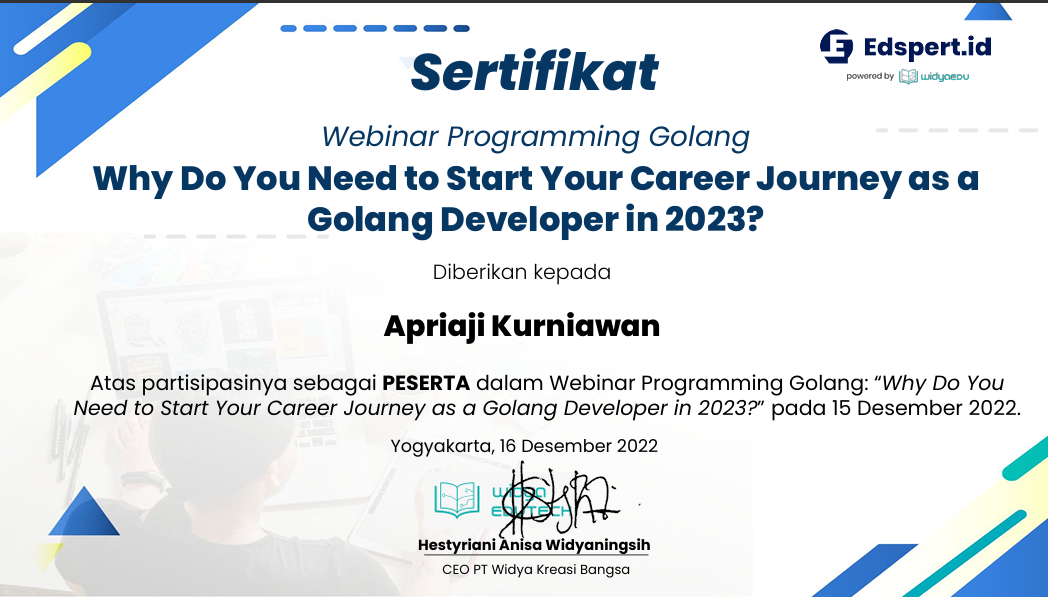 Sertifikat
Edspert.id
powered by WIDYAEDU
Webinar Programming Golang
Why Do You Need to Start Your Career Journey as a
Golang Developer in 2023?
Diberikan kepada
Apriaji Kurniawan
Atas partisipasinya sebagai PESERTA dalam Webinar Programming Golang: “Why Do You
Need to Start Your Career Journey as a Golang Developer in 2023?” pada 15 Desember 2022.
Yogyakarta, 16 Desember 2022
WIDYA
EDUTECH
Hestyriani Anisa Widyaningsih
CEO PT Widya Kreasi Bangsa